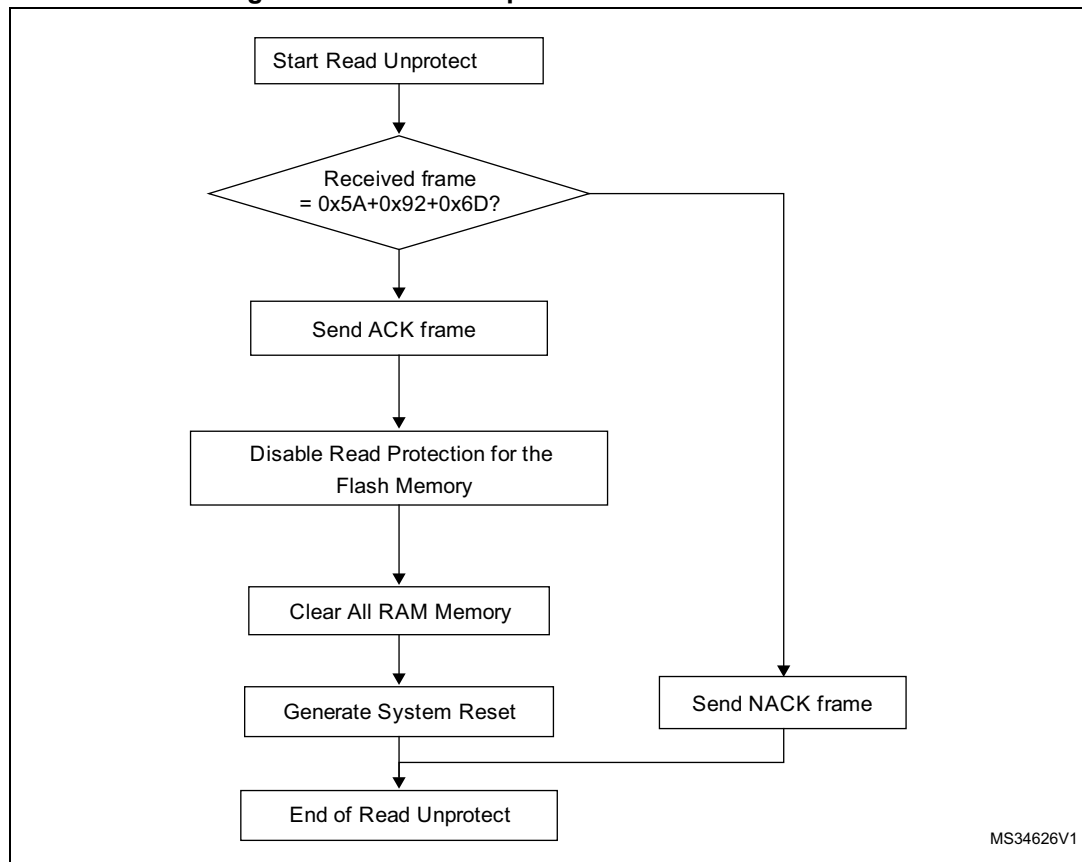 Start Read Unprotect
Received frame
= 0x5A+0x92+0x6D?
Send ACK frame
Disable Read Protection for the
Flash Memory
Clear All RAM Memory
Generate System Reset
Send NACK frame
End of Read Unprotect
MS34626V1